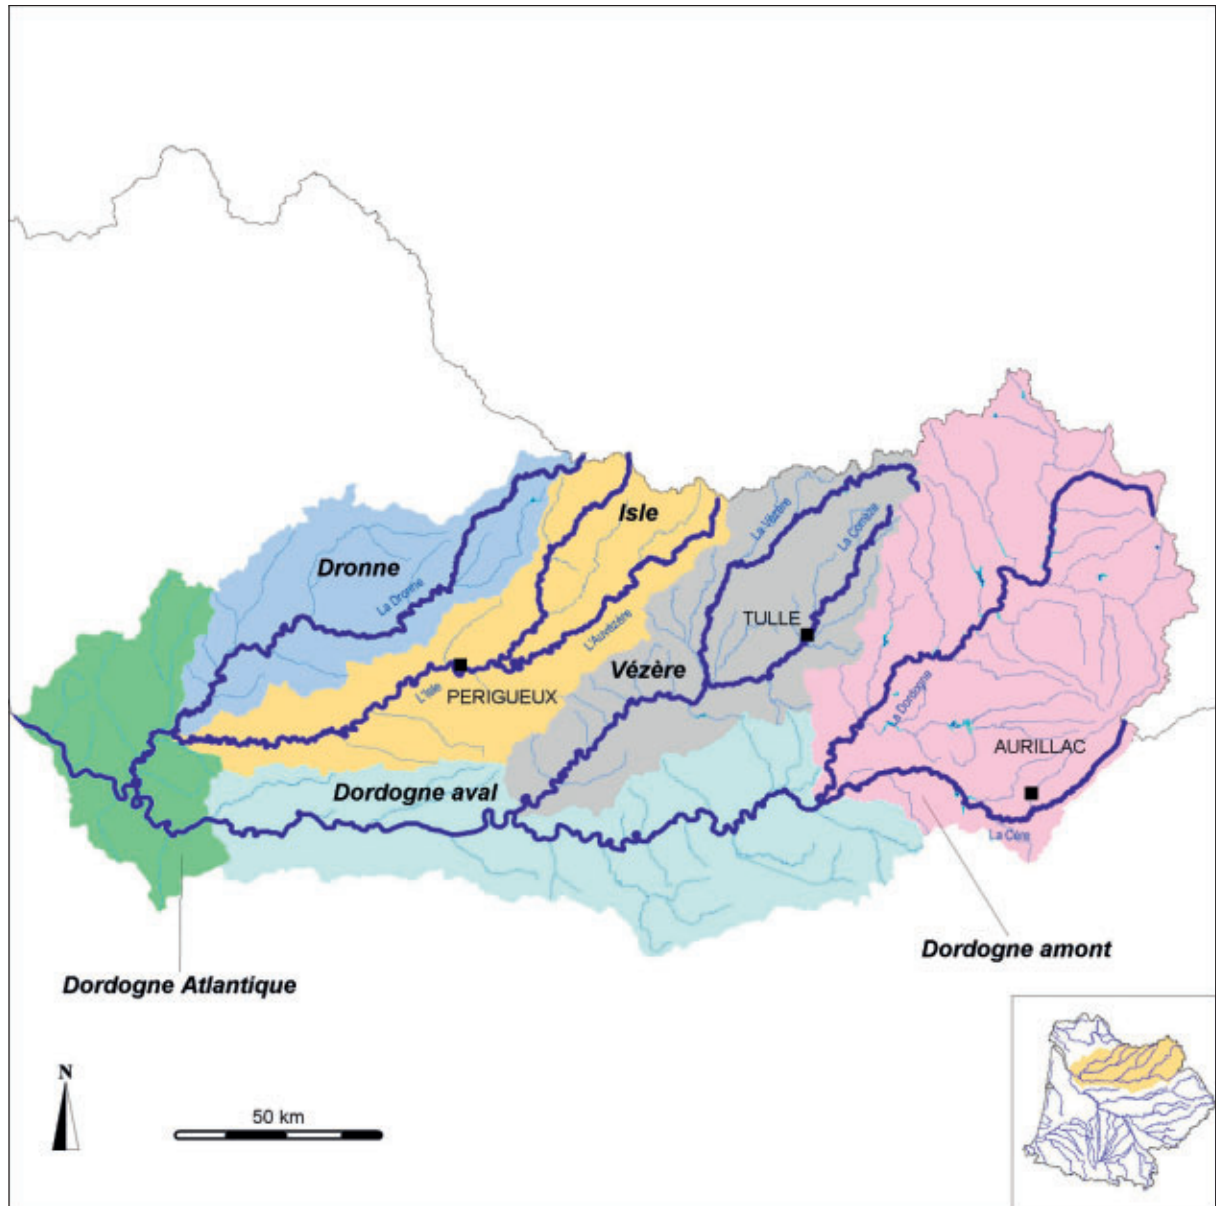 La Vézère
La Corrèze
Isle
Dronne
La Dronne
L'Auvézère
TULLE
Vézère
L'Isle
PERIGUEUX
La Dordogne
AURILLAC
Dordogne aval
La Cère
Dordogne amont
Dordogne Atlantique
N
50 km